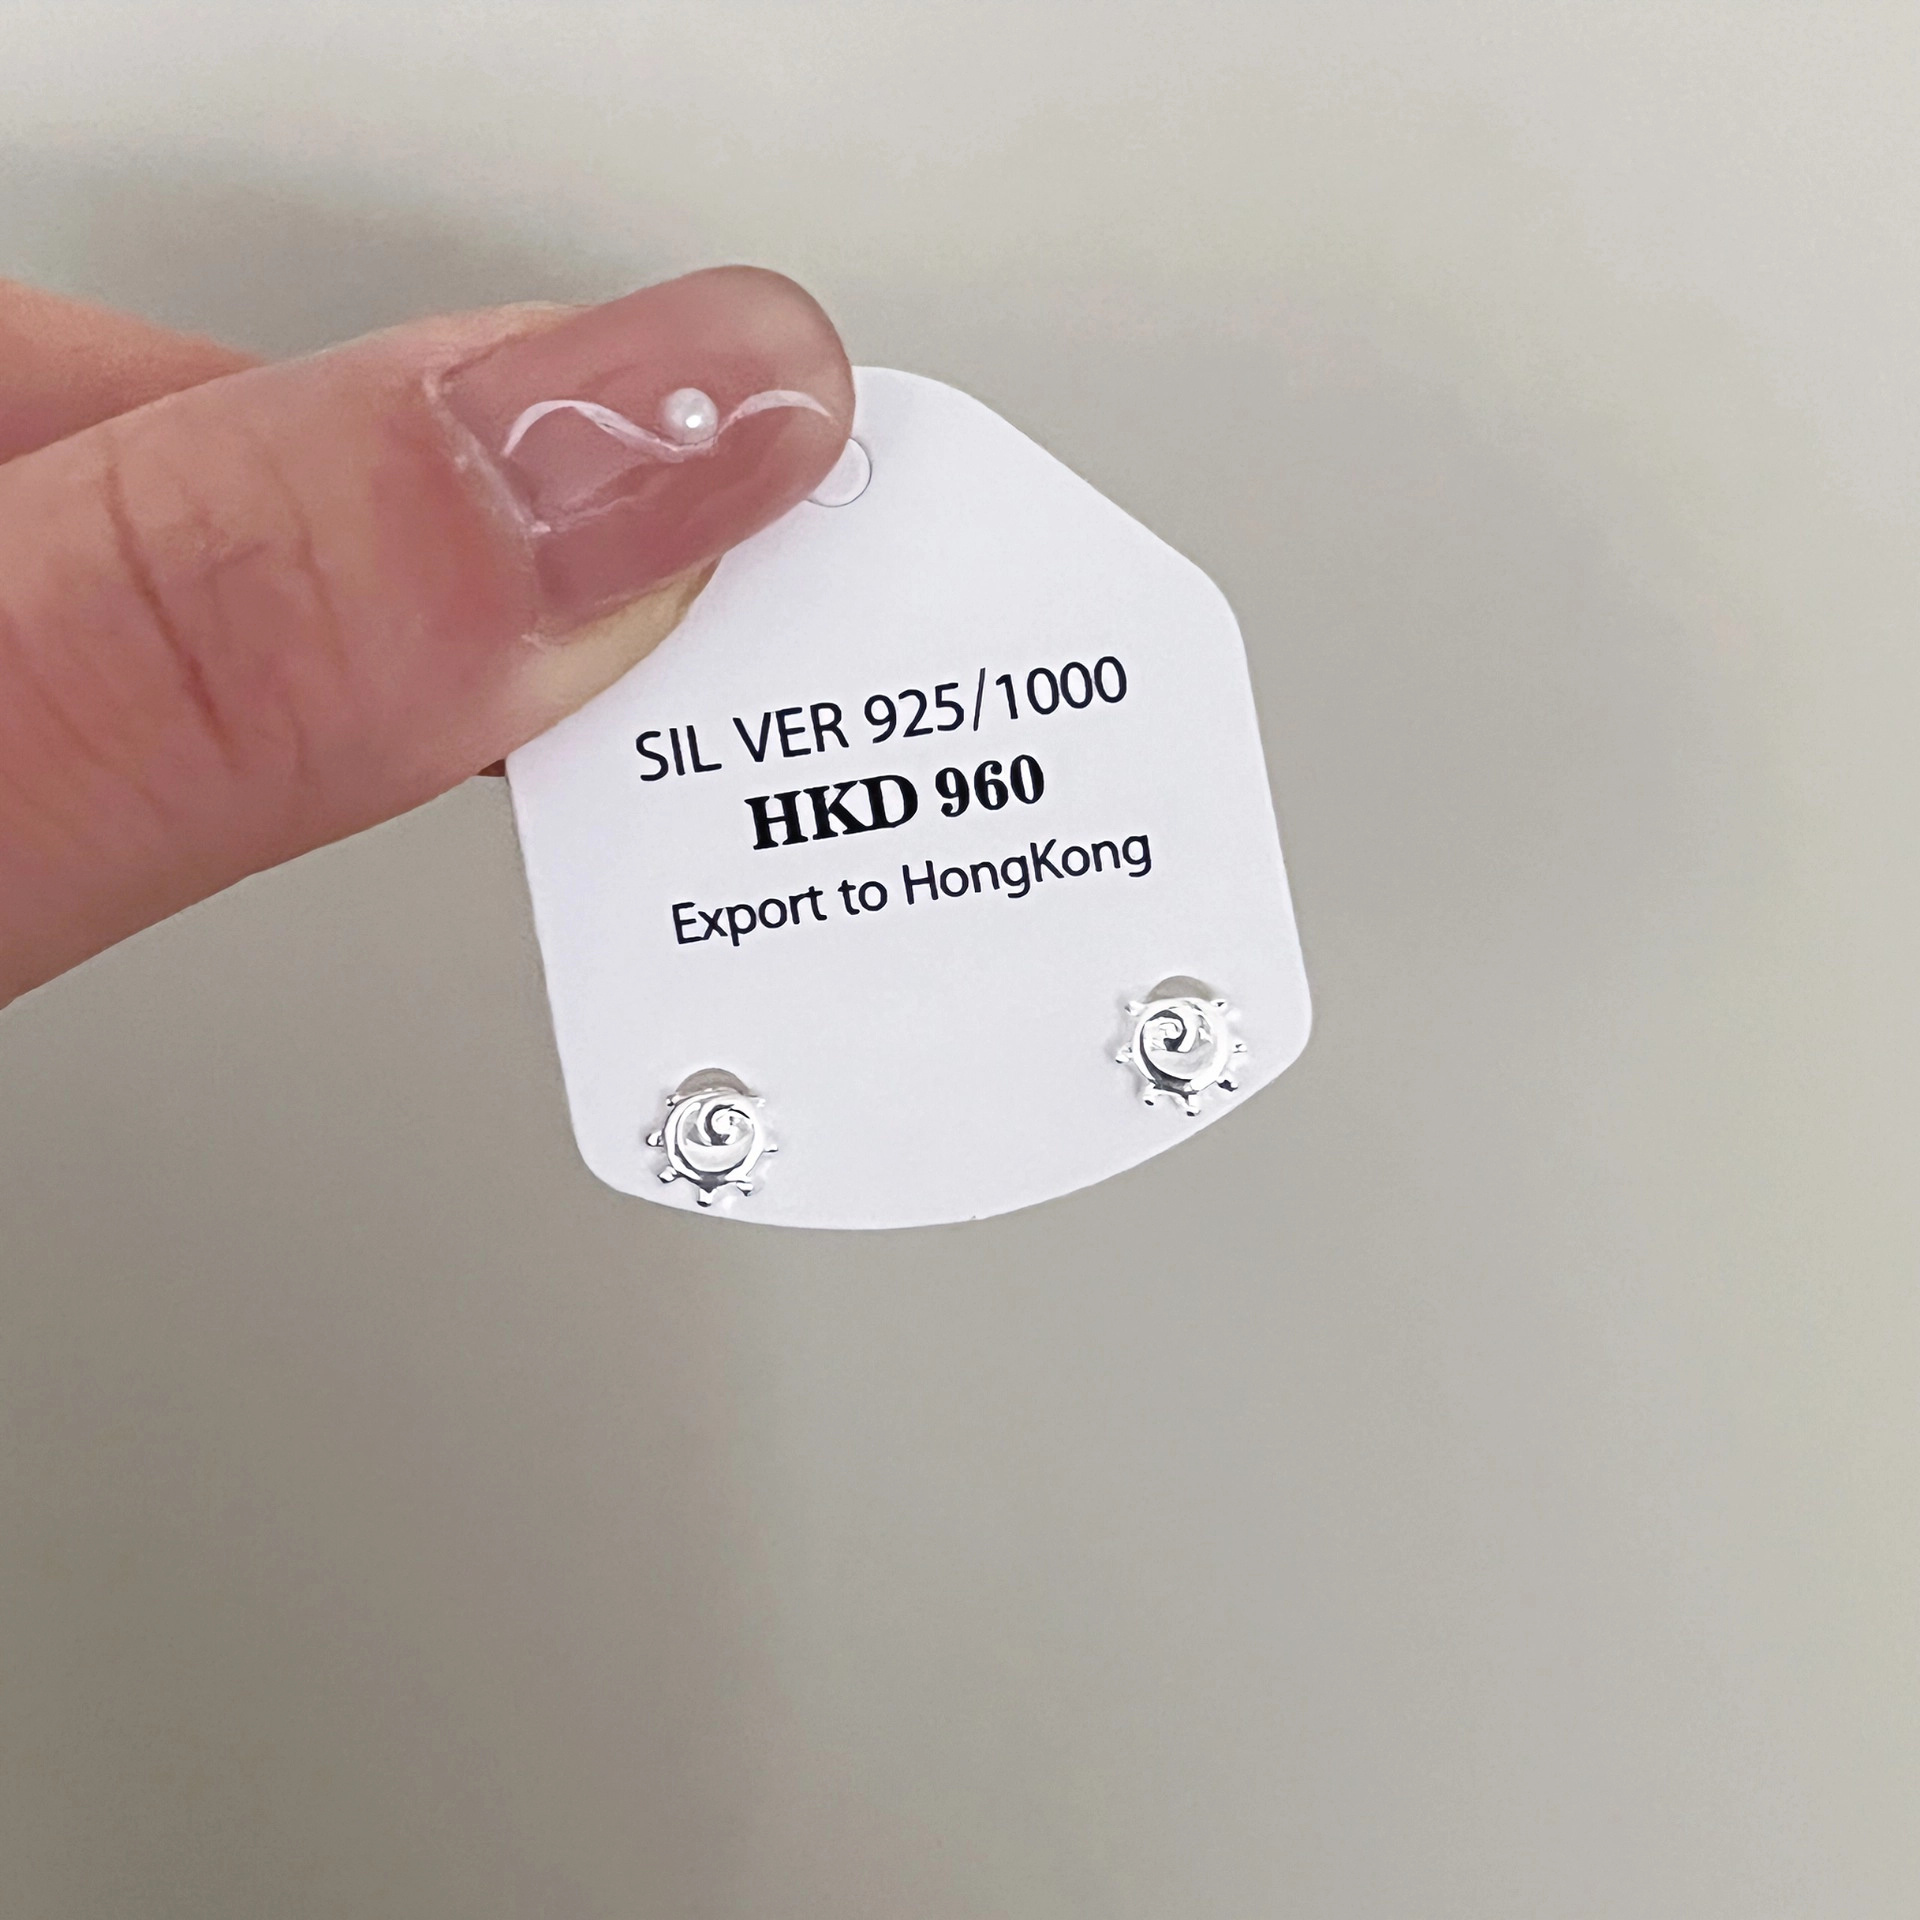 SIL VER 925/1000
HKD 960
Export to HongKong